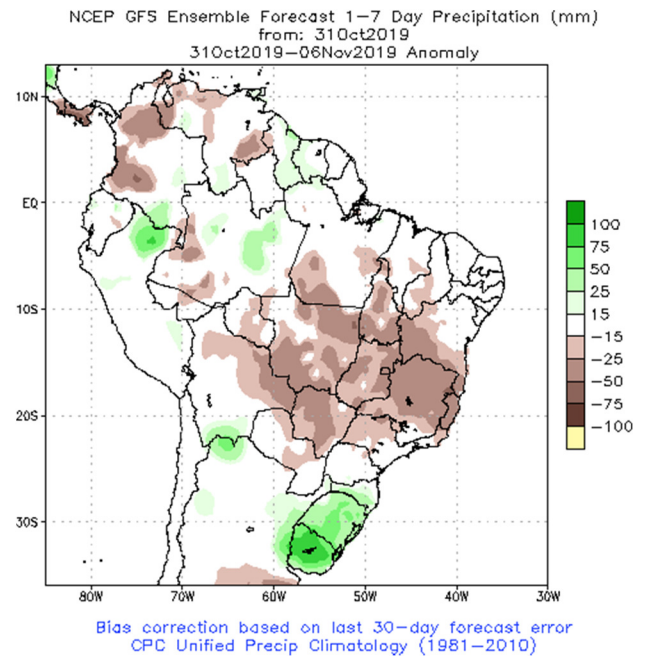 NCEP GFS Ensemble Forecast 1−7 Day Precipitation (mm)
from: 31Oct2019
31Oct2019−06Nov2019 Anomaly
10N
EQ
10S
20S
30S
80W 70W 60W 50W 40W 30W
100
75
50
25
15
−15
−25
−50
−75
−100
Bias correction based on last 30−day forecast error
CPC Unified Precip Climatology (1981−2010)